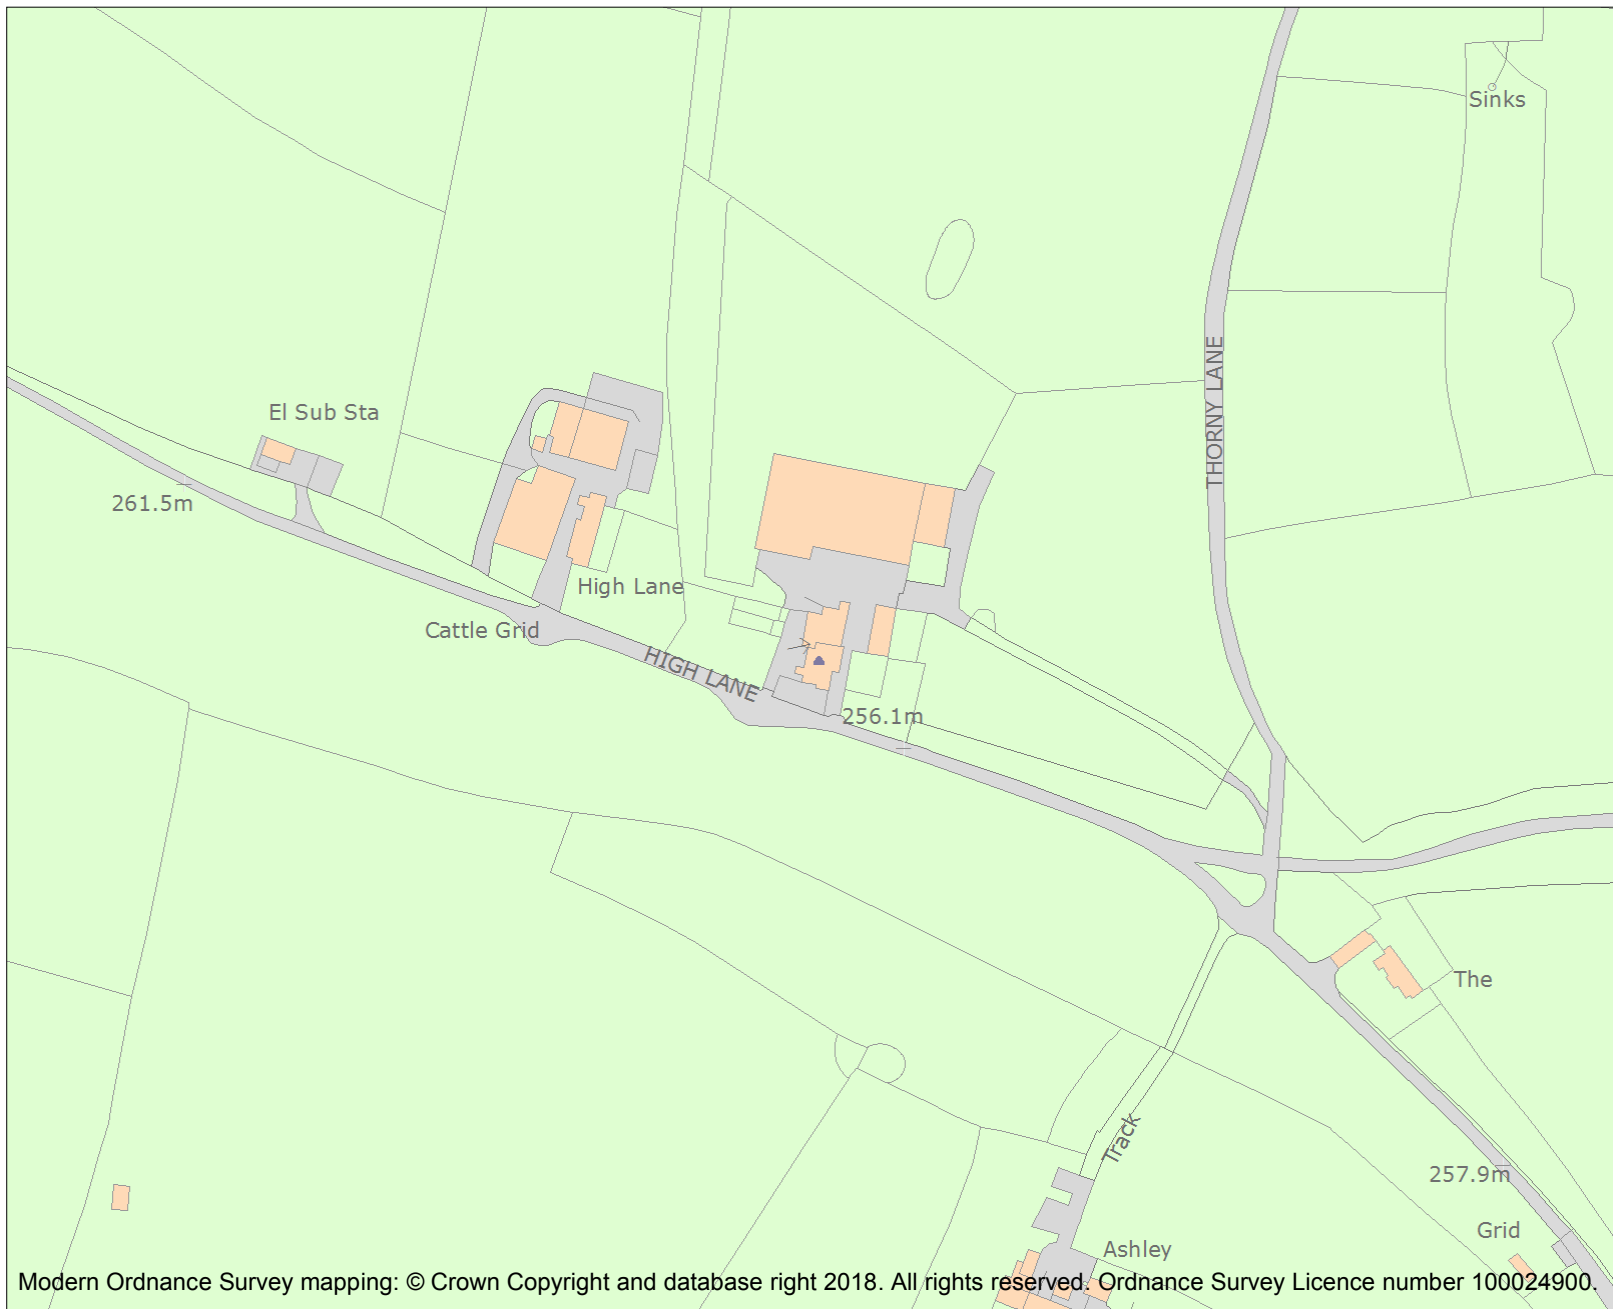 Sinks
THORNY LANE
El Sub Sta
261.5m
High Lane
Cattle Grid
HIGH LANE
256.1m
The
Track
257.9m
Grid
Ashley
Modern Ordnance Survey mapping: © Crown Copyright and database right 2018. All rights reserved. Ordnance Survey Licence number 100024900.